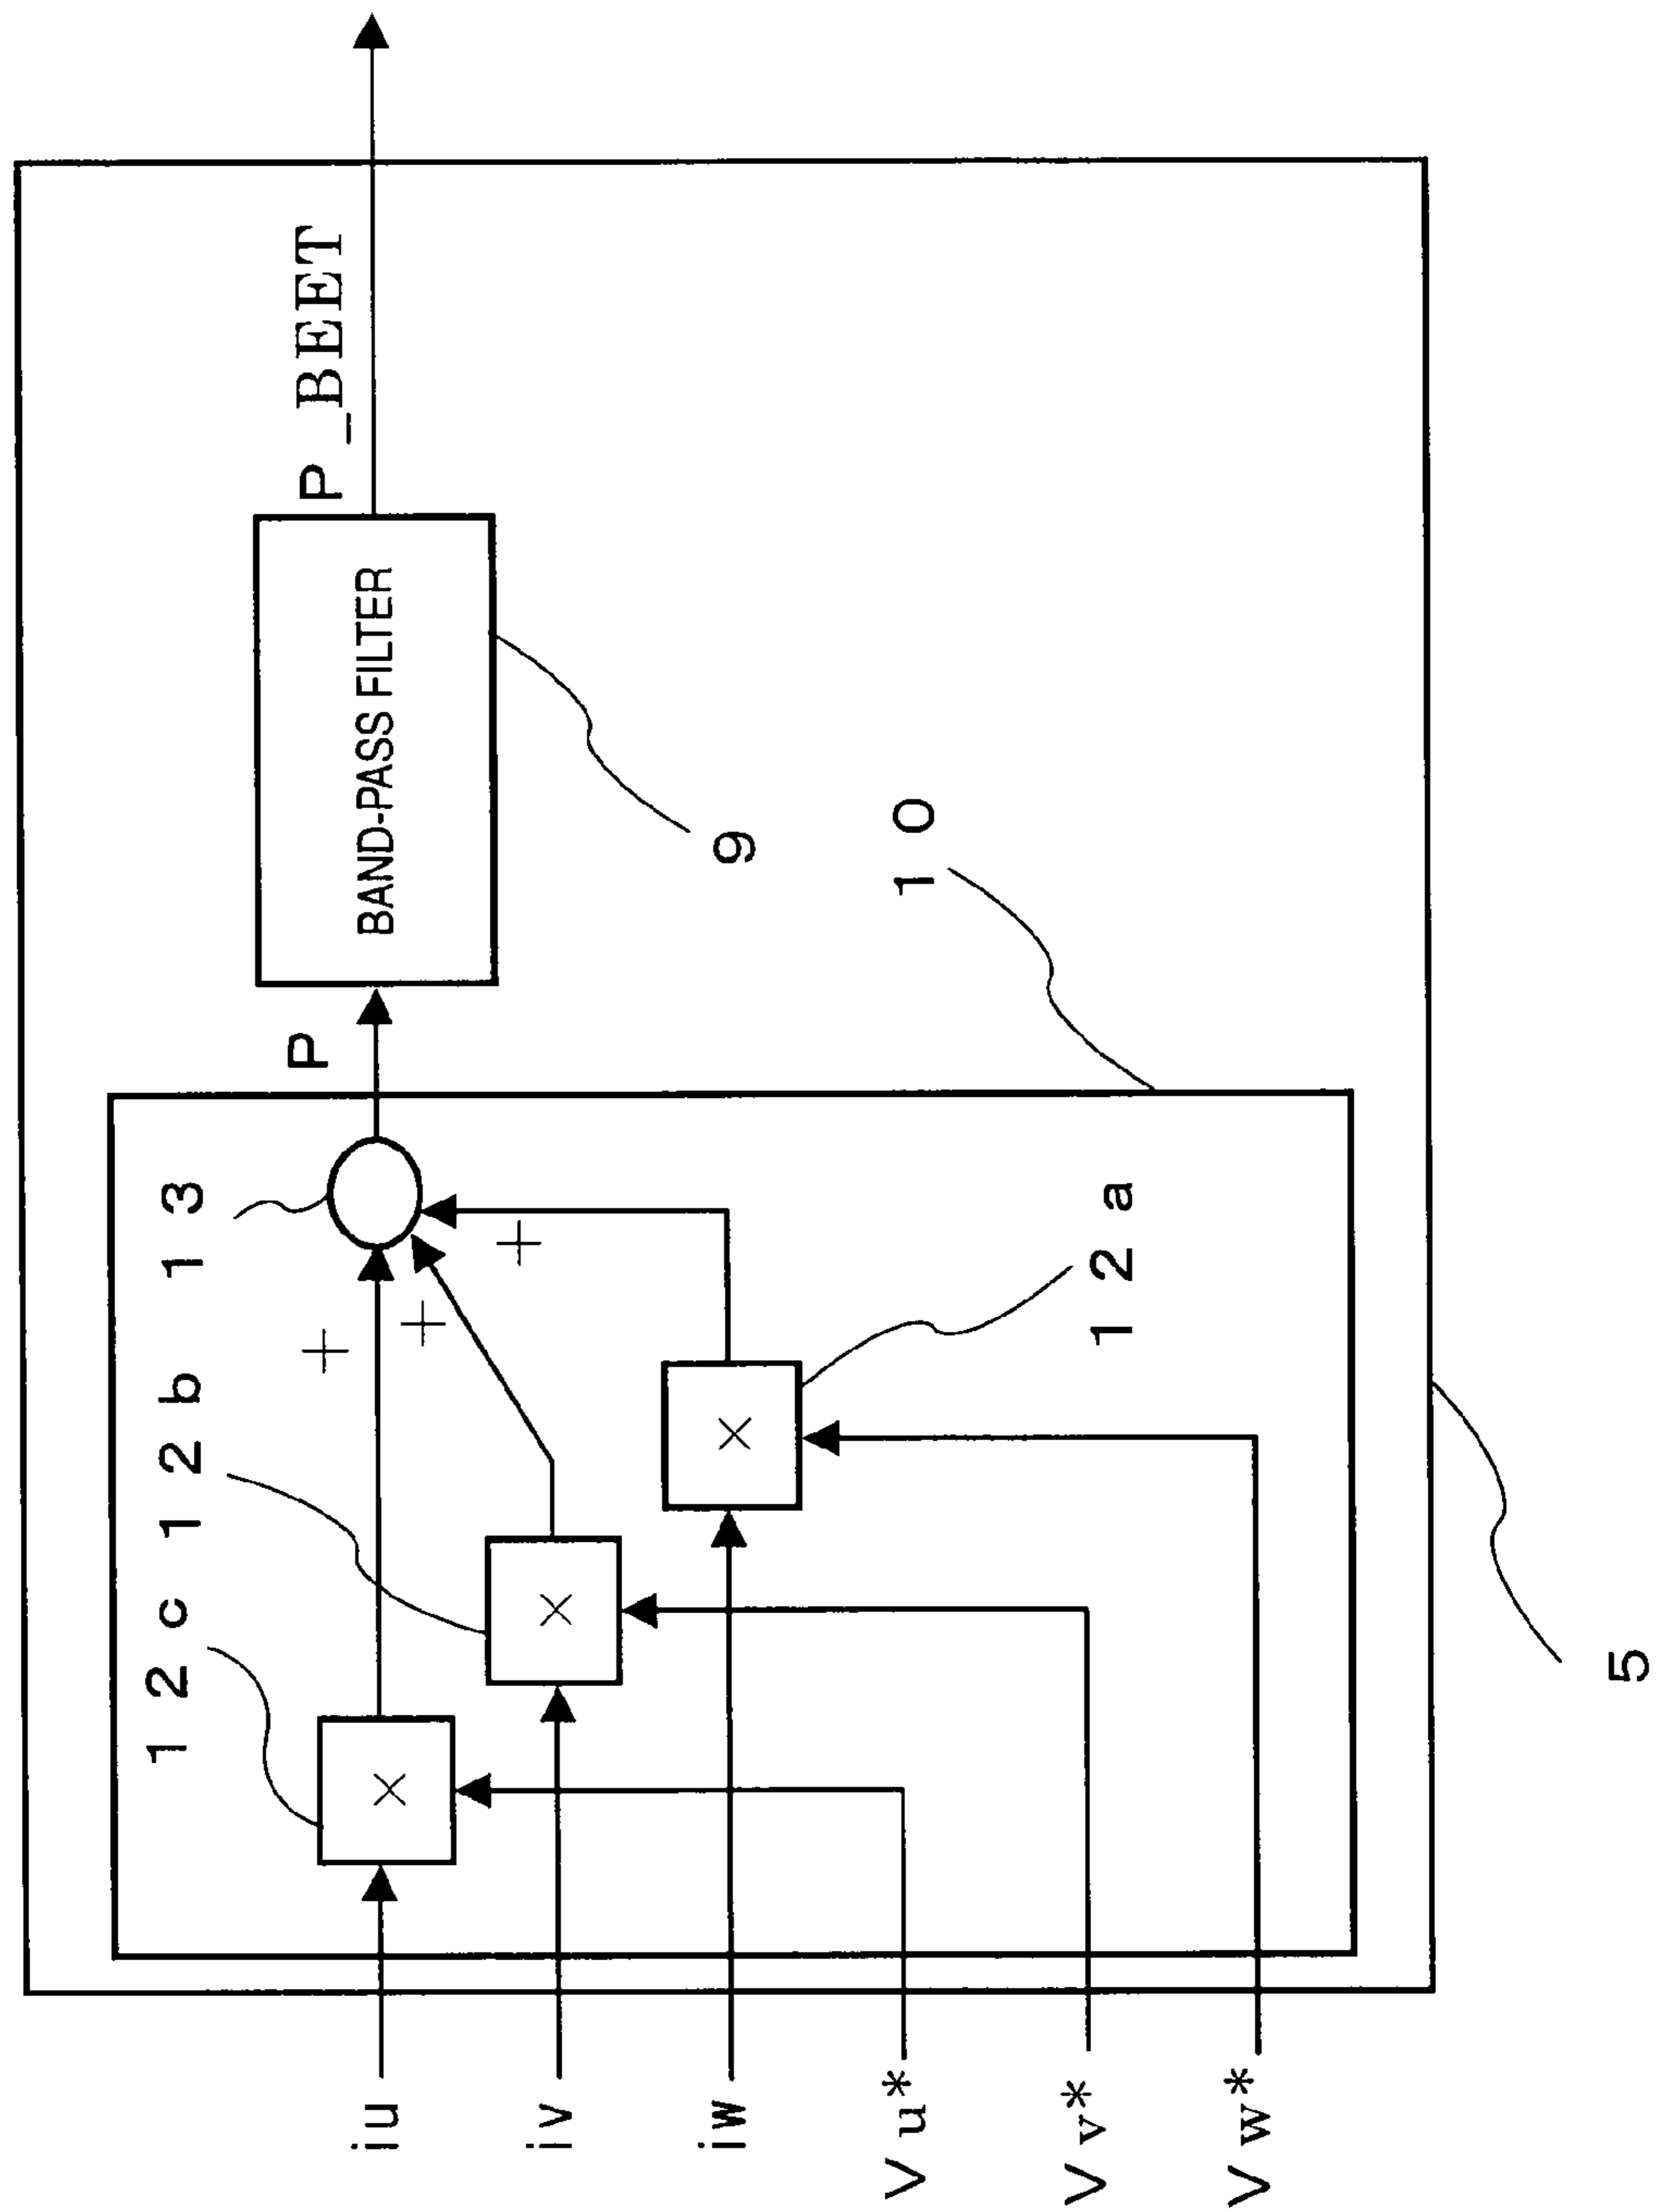 P_BEET
BAND-PASS FILTER
9
10
P
13
+
+
+
12a
12b
12c
×
×
×
iu
iv
iw
Vu*
Vv*
Vw*
5